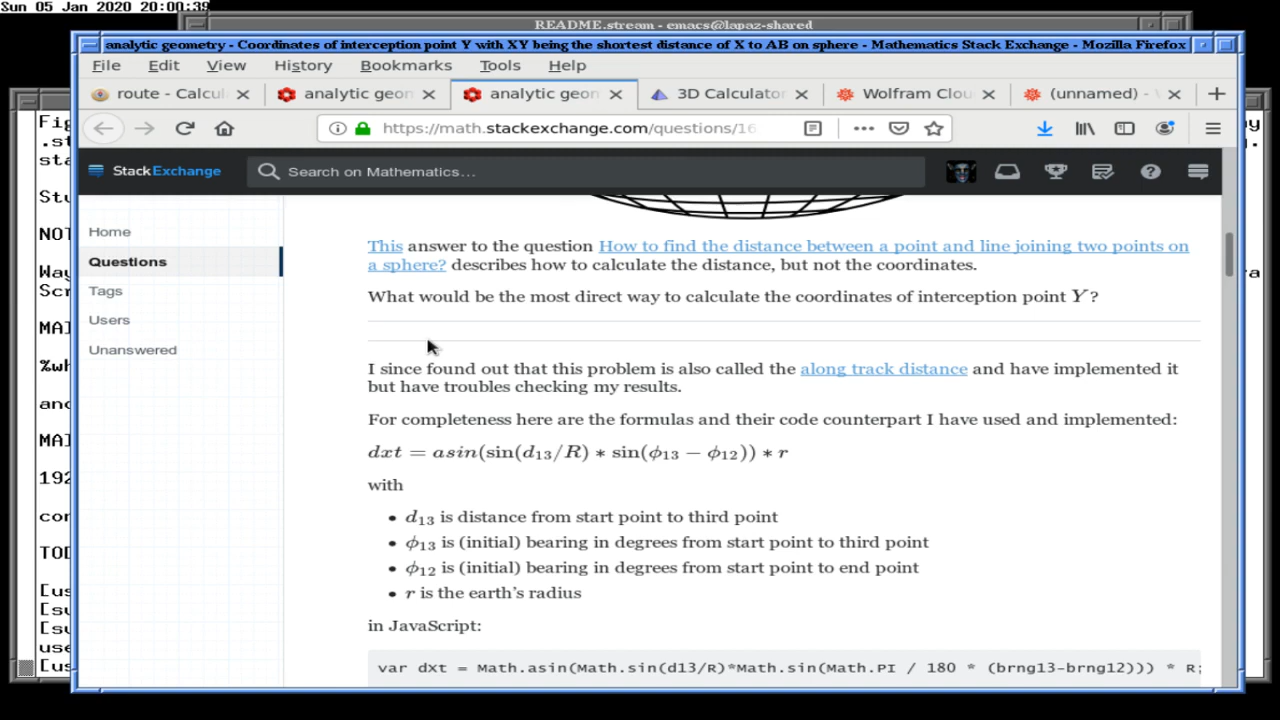 Sun 05 Jan 2020 20:00:39
README.stream - emacs@lapaz-shared
analytic geometry - Coordinates of interception point Y with XY being the shortest distance of X to AB on sphere - Mathematics Stack Exchange - Mozilla Firefox
File Edit View History Bookmarks Tools Help
route - Calcul analytic geon analytic geon 3D Calculator Wolfram Clou (unnamed) -
https://math.stackexchange.com/questions/16
StackExchange Search on Mathematics...
Home
Questions
Tags
Users
Unanswered
This answer to the question How to find the distance between a point and line joining two points on
a sphere? describes how to calculate the distance, but not the coordinates.
What would be the most direct way to calculate the coordinates of interception point Y?
I since found out that this problem is also called the along track distance and have implemented it
but have troubles checking my results.
For completeness here are the formulas and their code counterpart I have used and implemented:
dxt = asin(sin(d13/R) * sin(ϕ13 − ϕ12)) * r
with
• d13 is distance from start point to third point
• ϕ13 is (initial) bearing in degrees from start point to third point
• ϕ12 is (initial) bearing in degrees from start point to end point
• r is the earth's radius
in JavaScript:
var dXt = Math.asin(Math.sin(d13/R)*Math.sin(Math.PI / 180 * (brng13-brng12))) * R;
Fig
.st
sta
Stu
NOT
Way
Scr
MAI
%wh
and
MAI
192
cor
TOD
[us
[su
[su
use
[us